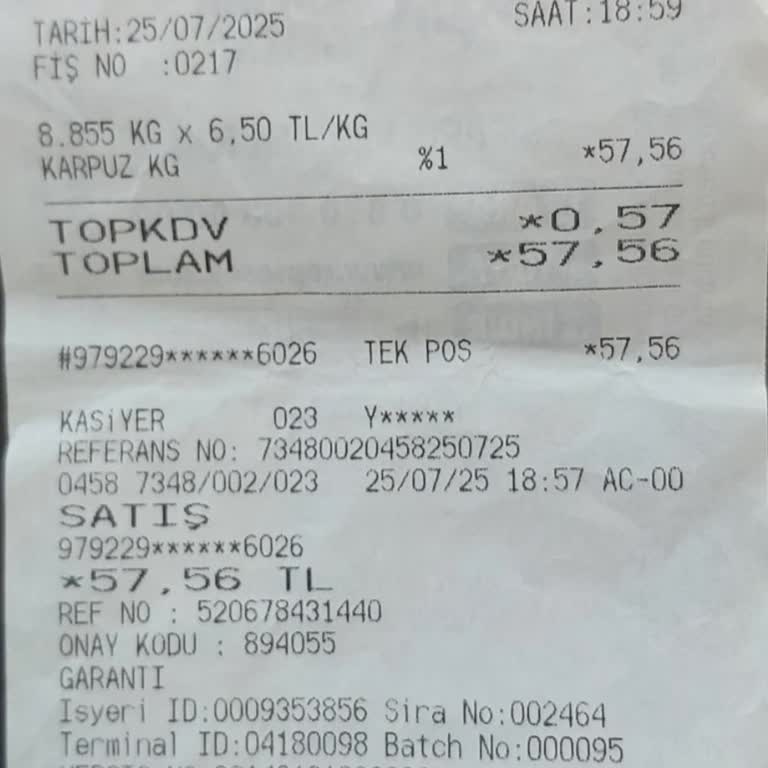 TARİH:25/07/2025 SAAT:18:59
FİŞ NO :0217
8.855 KG x 6,50 TL/KG
KARPUZ KG %1 *57,56
TOPKDV *0,57
TOPLAM *57,56
#979229******6026 TEK POS *57,56
KASiYER 023 Y*****
REFERANS NO: 73480020458250725
0458 7348/002/023 25/07/25 18:57 AC-00
SATIŞ
979229******6026
*57,56 TL
REF NO : 520678431440
ONAY KODU : 894055
GARANTI
Isyeri ID:0009353856 Sira No:002464
Terminal ID:04180098 Batch No:000095